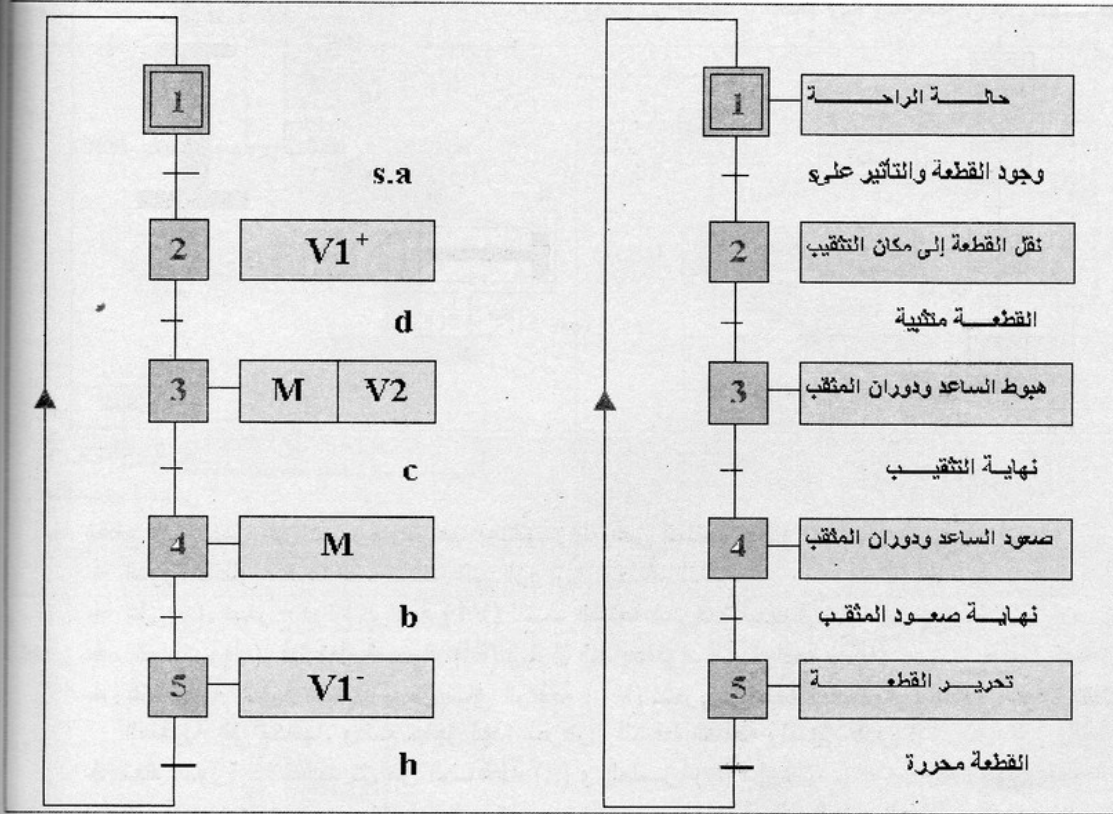 1
s.a
2 V1⁺
d
3 M V2
c
4 M
b
5 V1⁻
h
1 حالة الراحة
وجود القطعة والتأثير علىs
2 نقل القطعة إلى مكان التثقيب
القطعة متثبية
3 هبوط الساعد ودوران المثقب
نهاية التثقيب
4 صعود الساعد ودوران المثقب
نهاية صعود المثقب
5 تحرير القطعة
القطعة محررة